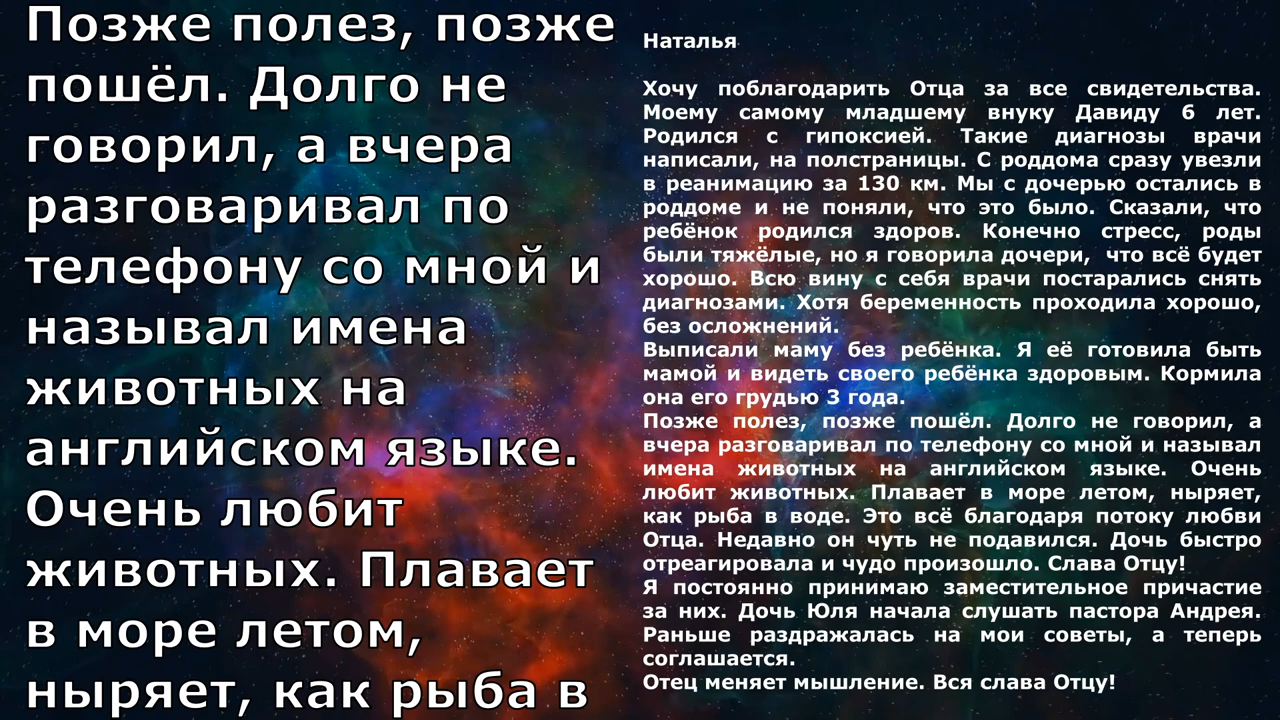 Позже полез, позже
пошёл. Долго не
говорил, а вчера
разговаривал по
телефону со мной и
называл имена
животных на
английском языке.
Очень любит
животных. Плавает
в море летом,
ныряет, как рыба в
Наталья
Хочу поблагодарить Отца за все свидетельства.
Моему самому младшему внуку Давиду 6 лет.
Родился с гипоксией. Такие диагнозы врачи
написали, на полстраницы. С роддома сразу увезли
в реанимацию за 130 км. Мы с дочерью остались в
роддоме и не поняли, что это было. Сказали, что
ребёнок родился здоров. Конечно стресс, роды
были тяжёлые, но я говорила дочери, что всё будет
хорошо. Всю вину с себя врачи постарались снять
диагнозами. Хотя беременность проходила хорошо,
без осложнений.
Выписали маму без ребёнка. Я её готовила быть
мамой и видеть своего ребёнка здоровым. Кормила
она его грудью 3 года.
Позже полез, позже пошёл. Долго не говорил, а
вчера разговаривал по телефону со мной и называл
имена животных на английском языке. Очень
любит животных. Плавает в море летом, ныряет,
как рыба в воде. Это всё благодаря потоку любви
Отца. Недавно он чуть не подавился. Дочь быстро
отреагировала и чудо произошло. Слава Отцу!
Я постоянно принимаю заместительное причастие
за них. Дочь Юля начала слушать пастора Андрея.
Раньше раздражалась на мои советы, а теперь
соглашается.
Отец меняет мышление. Вся слава Отцу!